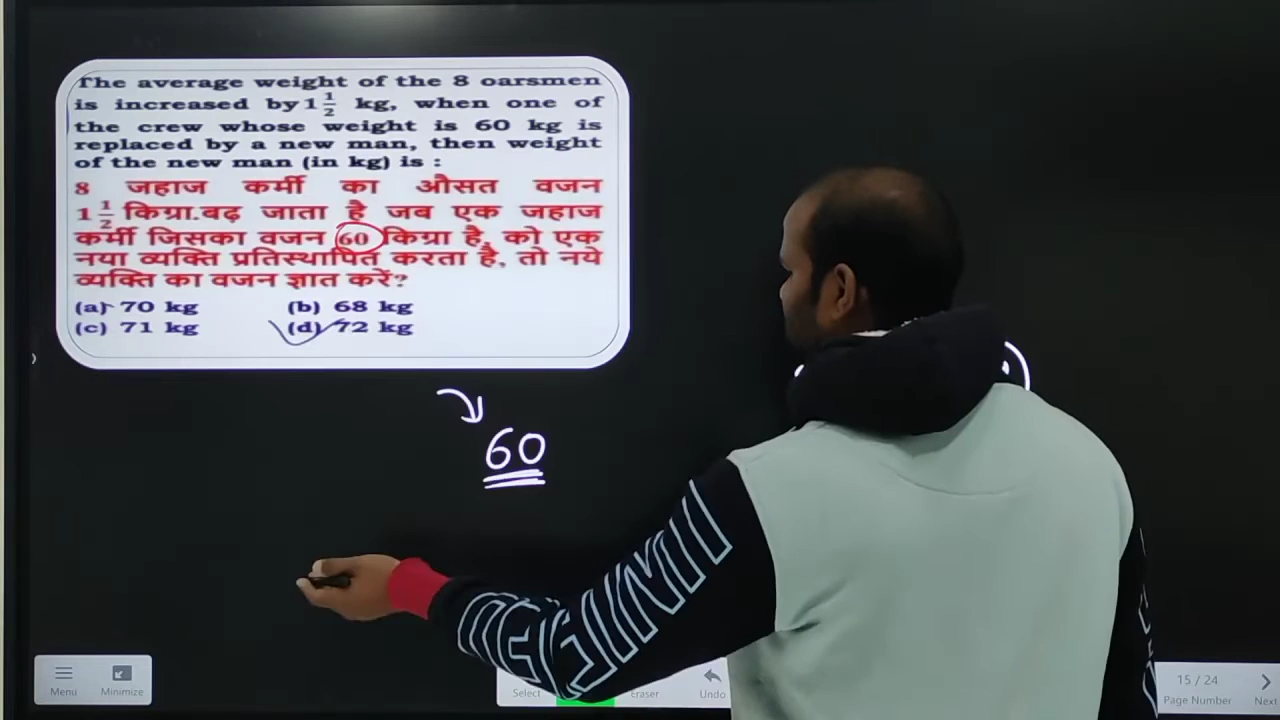 The average weight of the 8 oarsmen
is increased by 1 1/2 kg, when one of
the crew whose weight is 60 kg is
replaced by a new man, then weight
of the new man (in kg) is :
8 जहाज कर्मी का औसत वजन
1 1/2 किग्रा.बढ़ जाता है जब एक जहाज
कर्मी जिसका वजन 60 किग्रा है, को एक
नया व्यक्ति प्रतिस्थापित करता है, तो नये
व्यक्ति का वजन ज्ञात करें?
(a) 70 kg (b) 68 kg
(c) 71 kg (d) 72 kg
60
Menu Minimize Select Eraser Undo 15 / 24 Page Number Next